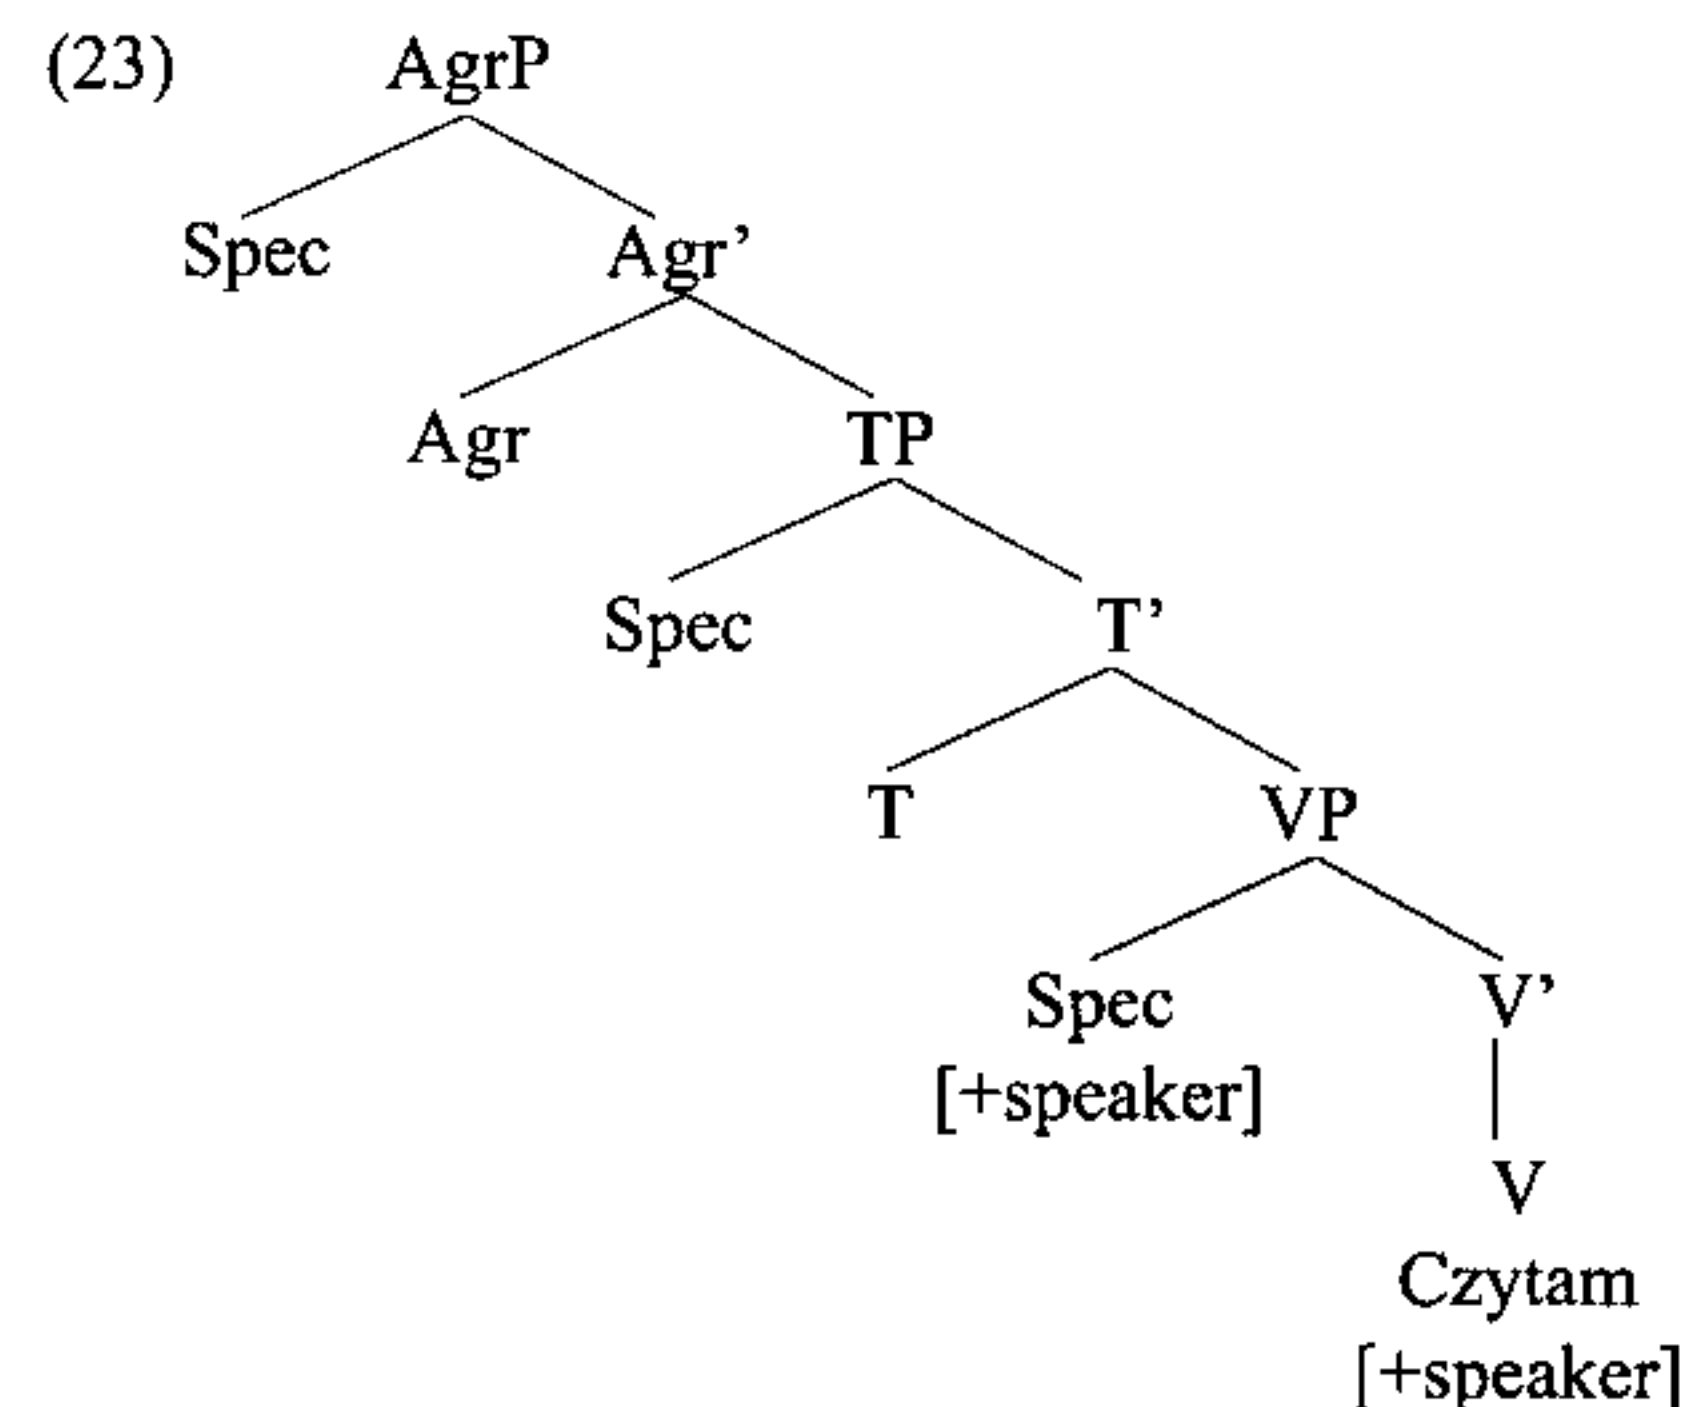 (23) AgrP
Spec Agr’
Agr TP
Spec T’
T VP
Spec V’
[+speaker]
V
Czytam
[+speaker]